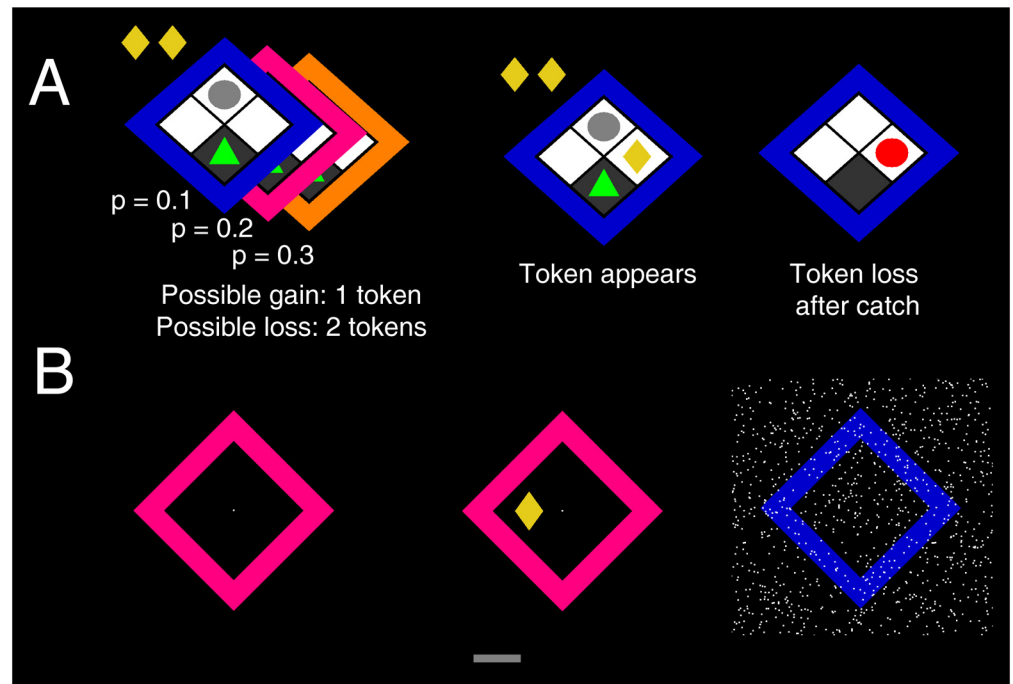 A
p = 0.1
p = 0.2
p = 0.3
Possible gain: 1 token
Possible loss: 2 tokens
Token appears
Token loss
after catch
B